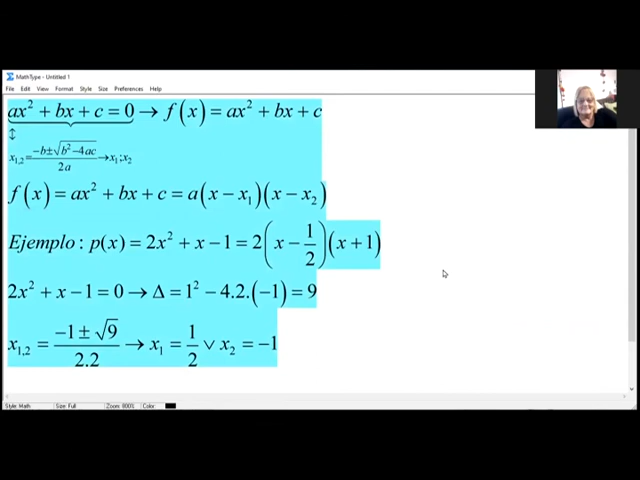 MathType - Untitled 1
File Edit View Format Style Size Preferences Help
ax² + bx + c = 0 → f(x) = ax² + bx + c
↕
x₁,₂ = (-b±√(b²-4ac))/(2a) → x₁;x₂
f(x) = ax² + bx + c = a(x - x₁)(x - x₂)
Ejemplo : p(x) = 2x² + x - 1 = 2(x - 1/2)(x + 1)
2x² + x - 1 = 0 → Δ = 1² - 4.2.(-1) = 9
x₁,₂ = (-1 ± √9)/(2.2) → x₁ = 1/2 ∨ x₂ = -1
Style: Math Size: Full Zoom: 800% Color: